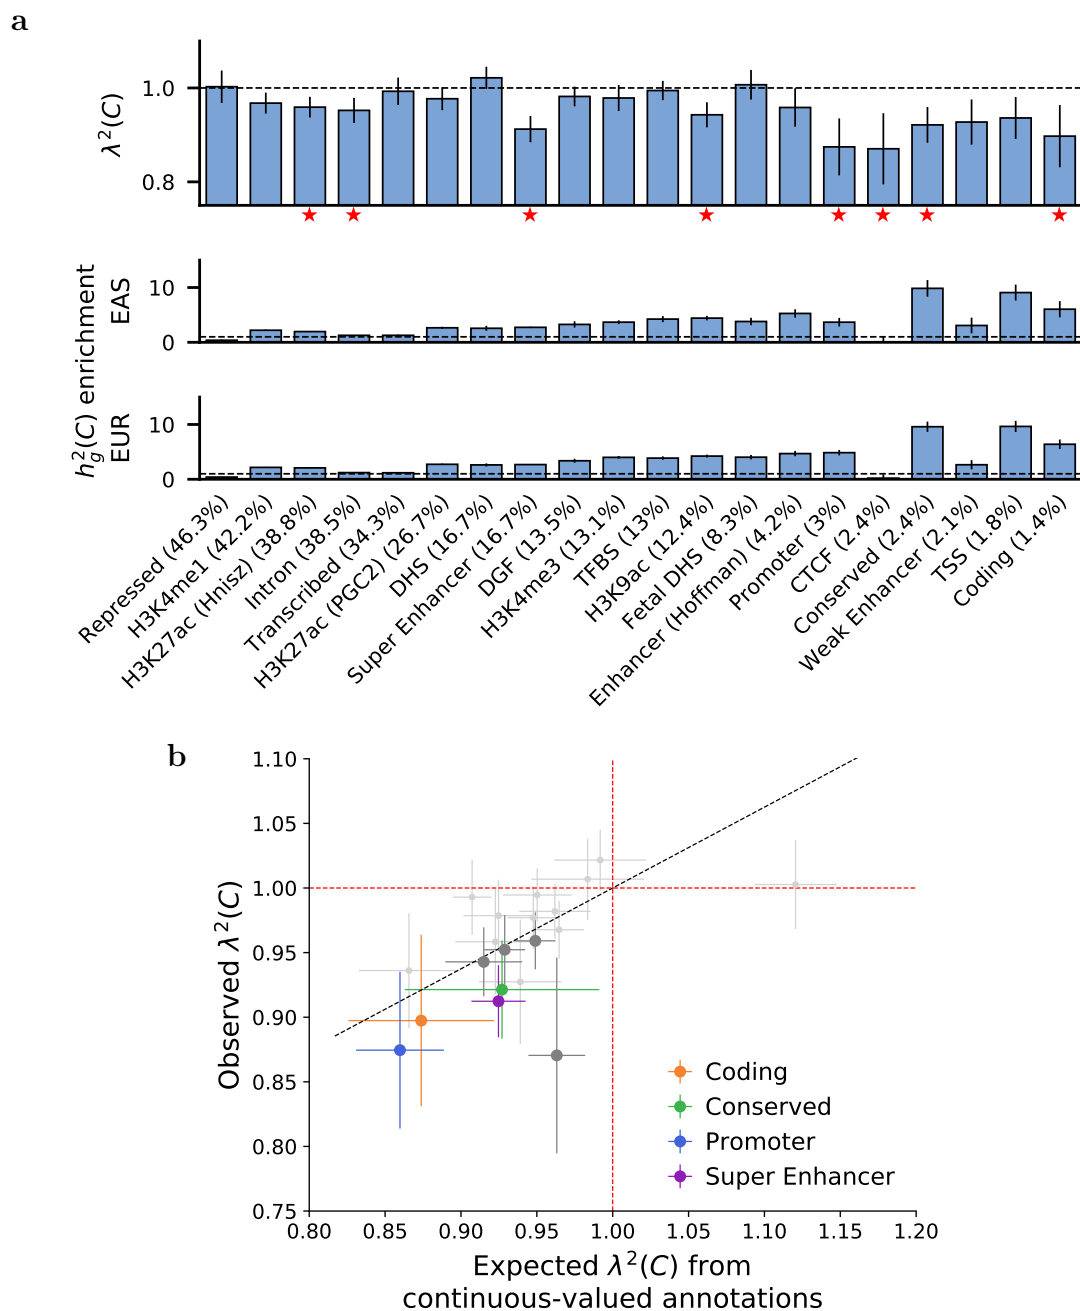 a
λ²(C)
1.0
0.8
h²g(C) enrichment
EAS
10
0
EUR
10
0
Repressed (46.3%)
H3K4me1 (42.2%)
H3K27ac (Hnisz) (38.8%)
Intron (38.5%)
Transcribed (34.3%)
H3K27ac (PGC2) (26.7%)
DHS (16.7%)
Super Enhancer (16.7%)
DGF (13.5%)
H3K4me3 (13.1%)
TFBS (13%)
H3K9ac (12.4%)
Fetal DHS (8.3%)
Enhancer (Hoffman) (4.2%)
Promoter (3%)
CTCF (2.4%)
Conserved (2.4%)
Weak Enhancer (2.1%)
TSS (1.8%)
Coding (1.4%)
b
Observed λ²(C)
1.10
1.05
1.00
0.95
0.90
0.85
0.80
0.75
Coding
Conserved
Promoter
Super Enhancer
0.80 0.85 0.90 0.95 1.00 1.05 1.10 1.15 1.20
Expected λ²(C) from
continuous-valued annotations